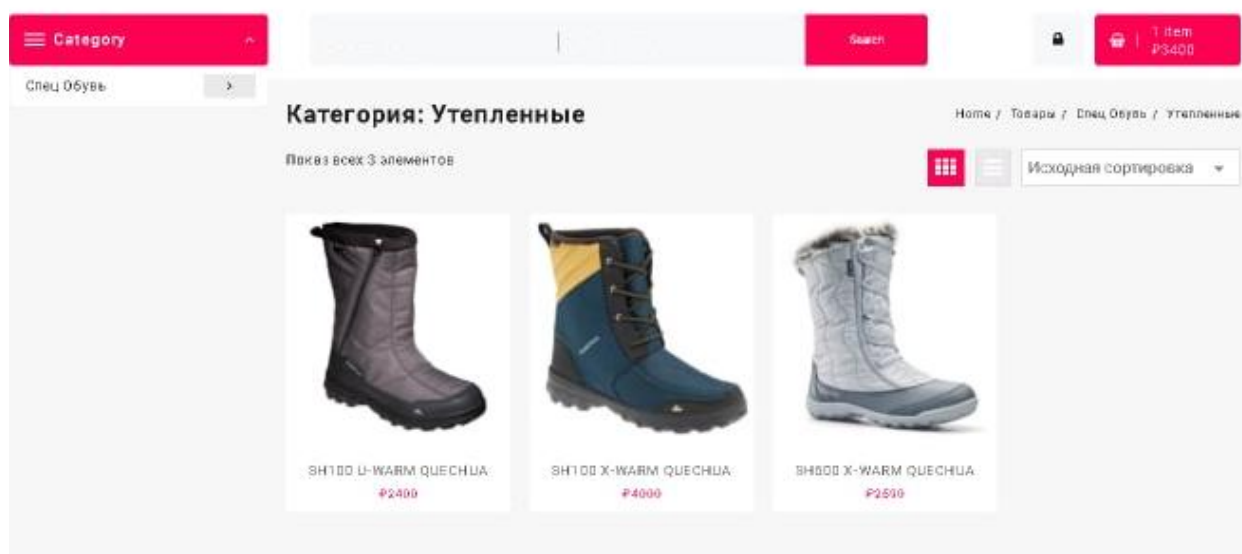 Category
Search
1 item
₽3400
Спец Обувь
Категория: Утепленные
Home / Товары / Спец Обувь / Утепленные
Показ всех 3 элементов
Исходная сортировка
SH100 U-WARM QUECHUA
₽2400
SH100 X-WARM QUECHUA
₽4000
SH500 X-WARM QUECHUA